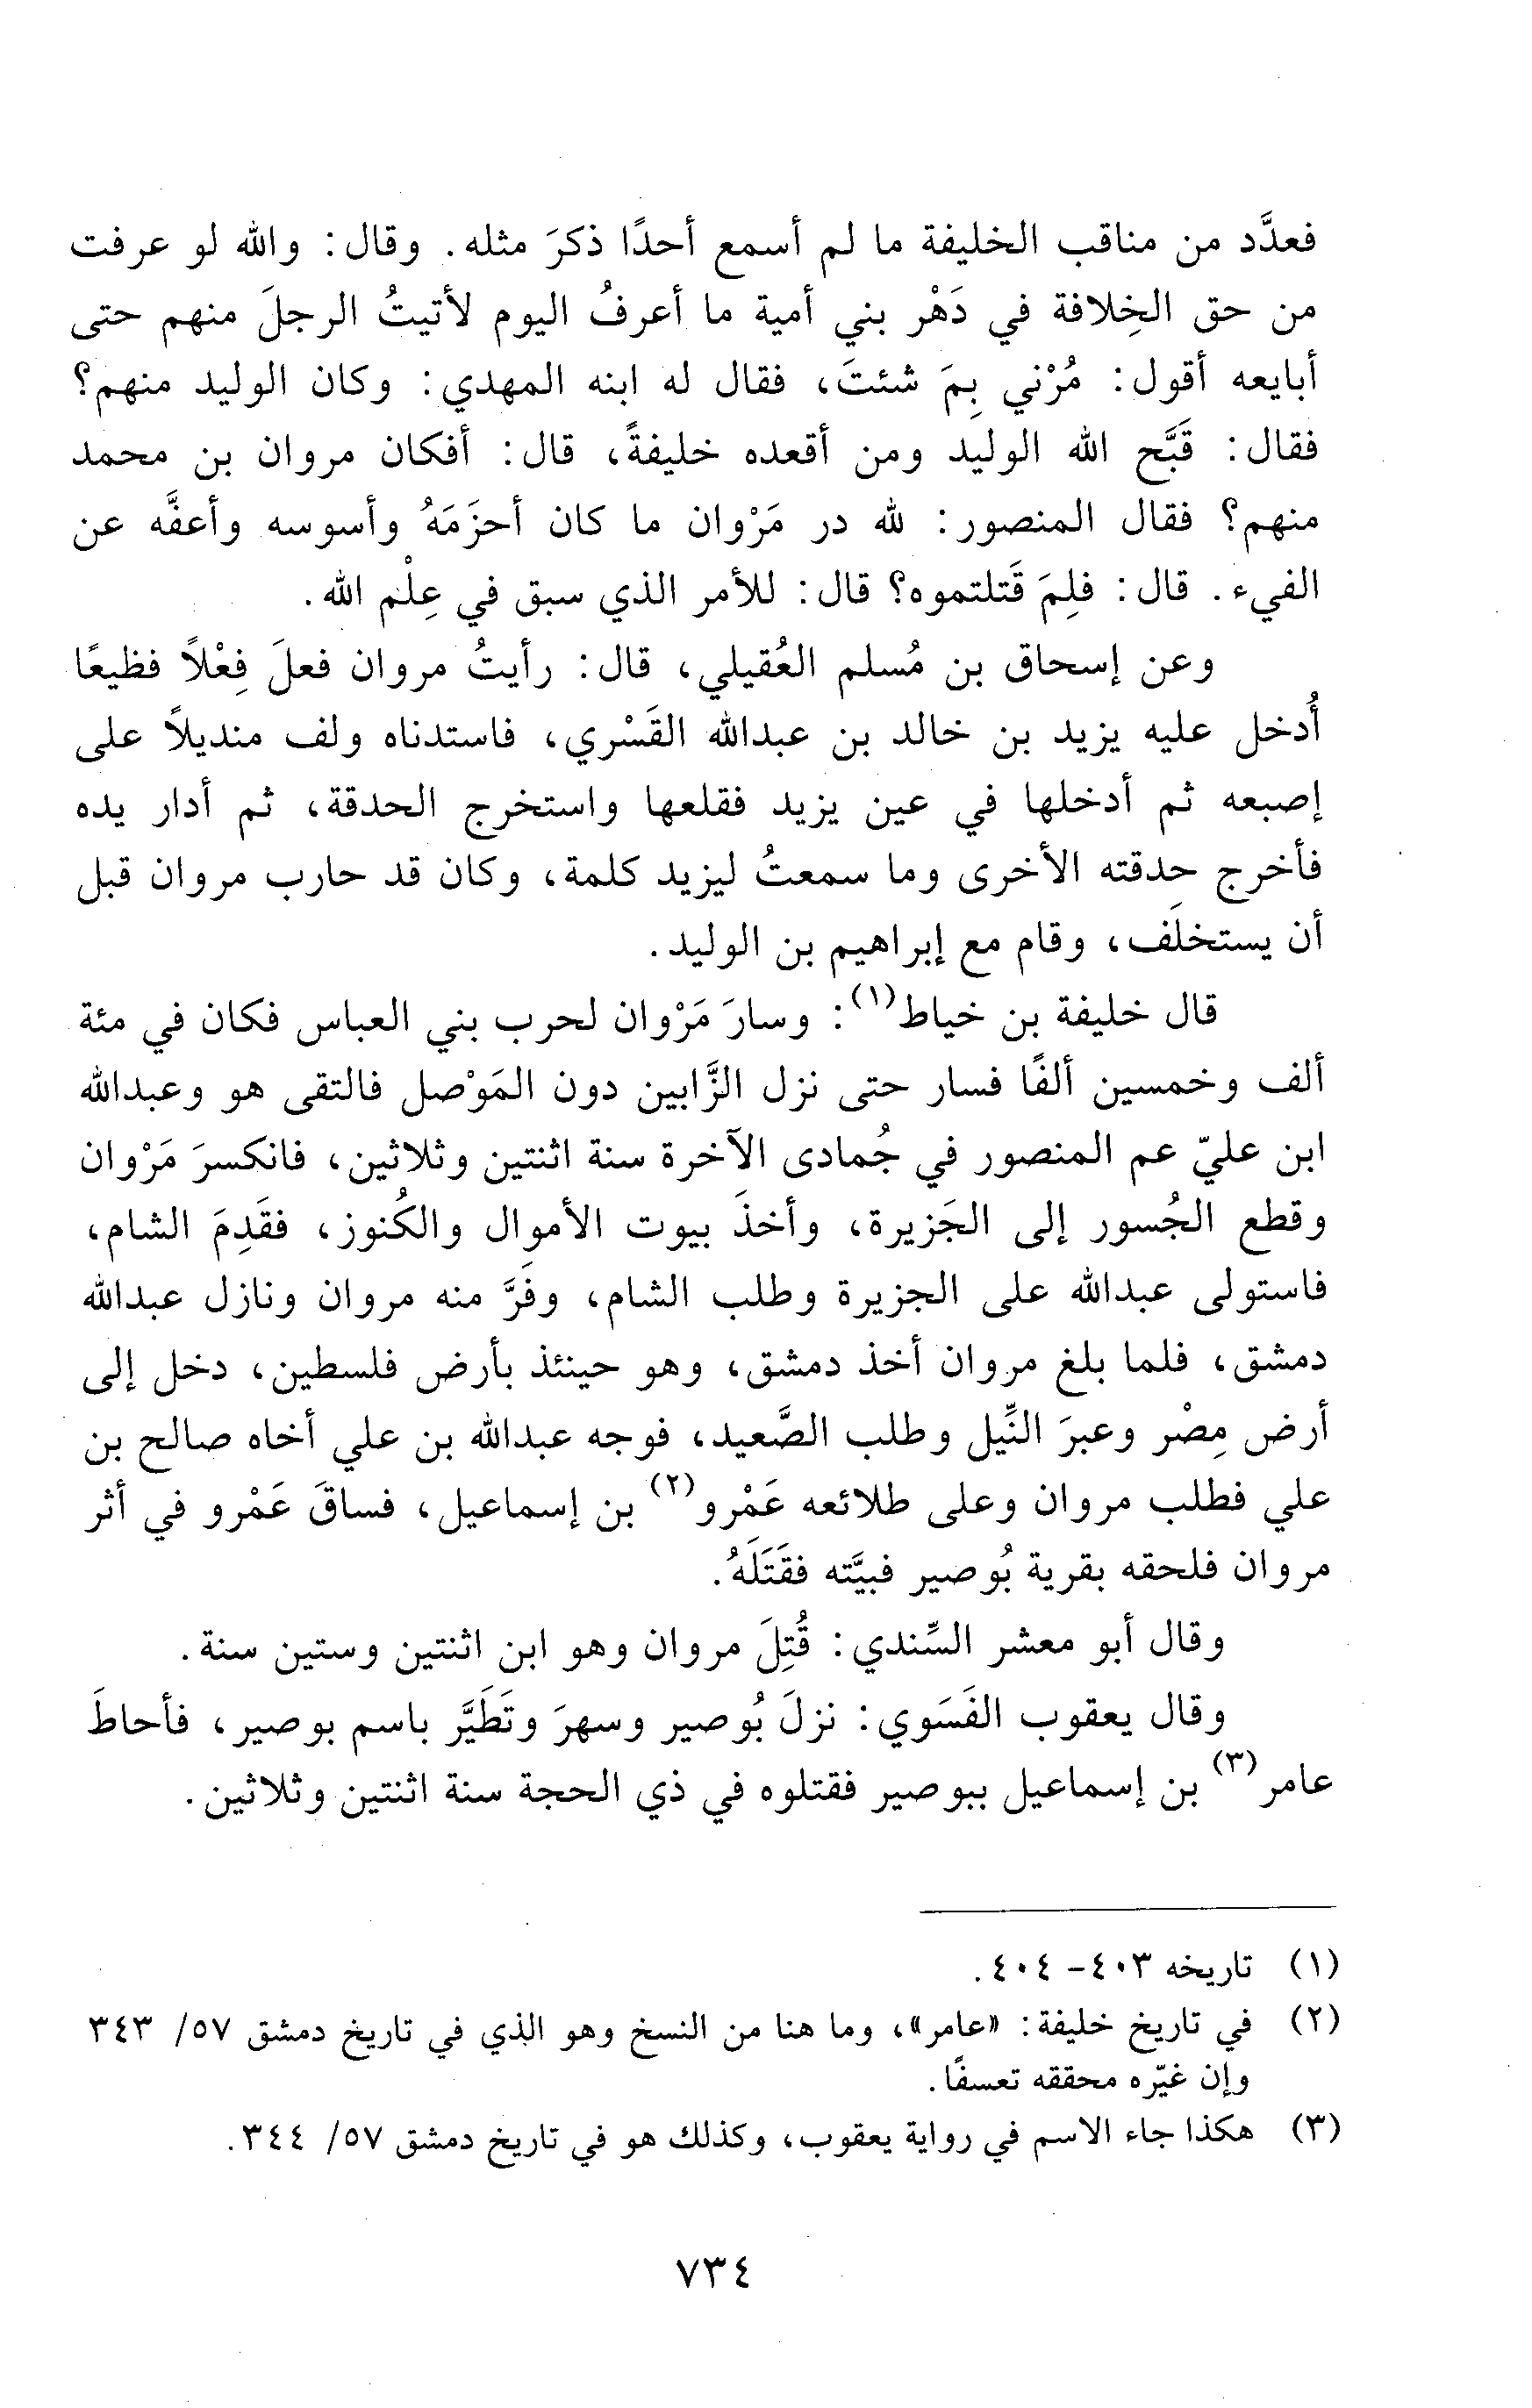 فعدَّد من مناقب الخليفة ما لم أسمع أحدًا ذكرَ مثله. وقال: والله لو عرفت
من حق الخِلافة في دَهْر بني أمية ما أعرفُ اليوم لأتيتُ الرجلَ منهم حتى
أبايعه أقول: مُرْني بِمَ شئتَ، فقال له ابنه المهدي: وكان الوليد منهم؟
فقال: قَبَّح الله الوليد ومن أقعده خليفةً، قال: أفكان مروان بن محمد
منهم؟ فقال المنصور: لله در مَرْوان ما كان أحزَمَهُ وأسوسه وأعفَّه عن
الفيء. قال: فلِمَ قَتلتموه؟ قال: للأمر الذي سبق في عِلْم الله.
وعن إسحاق بن مُسلم العُقيلي، قال: رأيتُ مروان فعلَ فِعْلاً فظيعًا
أُدخل عليه يزيد بن خالد بن عبدالله القَسْري، فاستدناه ولف منديلاً على
إصبعه ثم أدخلها في عين يزيد فقلعها واستخرج الحدقة، ثم أدار يده
فأخرج حدقته الأخرى وما سمعتُ ليزيد كلمة، وكان قد حارب مروان قبل
أن يستخلَف، وقام مع إبراهيم بن الوليد.
قال خليفة بن خياط(١): وسارَ مَرْوان لحرب بني العباس فكان في مئة
ألف وخمسين ألفًا فسار حتى نزل الزَّابين دون المَوْصل فالتقى هو وعبدالله
ابن عليّ عم المنصور في جُمادى الآخرة سنة اثنتين وثلاثين، فانكسرَ مَرْوان
وقطع الجُسور إلى الجَزيرة، وأخذَ بيوت الأموال والكُنوز، فقَدِمَ الشام،
فاستولى عبدالله على الجزيرة وطلب الشام، وفَرَّ منه مروان ونازل عبدالله
دمشق، فلما بلغ مروان أخذ دمشق، وهو حينئذ بأرض فلسطين، دخل إلى
أرض مِصْر وعبرَ النِّيل وطلب الصَّعيد، فوجه عبدالله بن علي أخاه صالح بن
علي فطلب مروان وعلى طلائعه عَمْرو(٢) بن إسماعيل، فساقَ عَمْرو في أثر
مروان فلحقه بقرية بُوصير فبيَّته فقَتَلَهُ.
وقال أبو معشر السِّندي: قُتِلَ مروان وهو ابن اثنتين وستين سنة.
وقال يعقوب الفَسَوي: نزلَ بُوصير وسهرَ وتَطَيَّر باسم بوصير، فأحاطَ
عامر(٣) بن إسماعيل ببوصير فقتلوه في ذي الحجة سنة اثنتين وثلاثين.
(١) تاريخه ٤٠٣- ٤٠٤.
(٢) في تاريخ خليفة: «عامر»، وما هنا من النسخ وهو الذي في تاريخ دمشق ٥٧/ ٣٤٣
وإن غيّره محققه تعسفًا.
(٣) هكذا جاء الاسم في رواية يعقوب، وكذلك هو في تاريخ دمشق ٥٧/ ٣٤٤.
٧٣٤